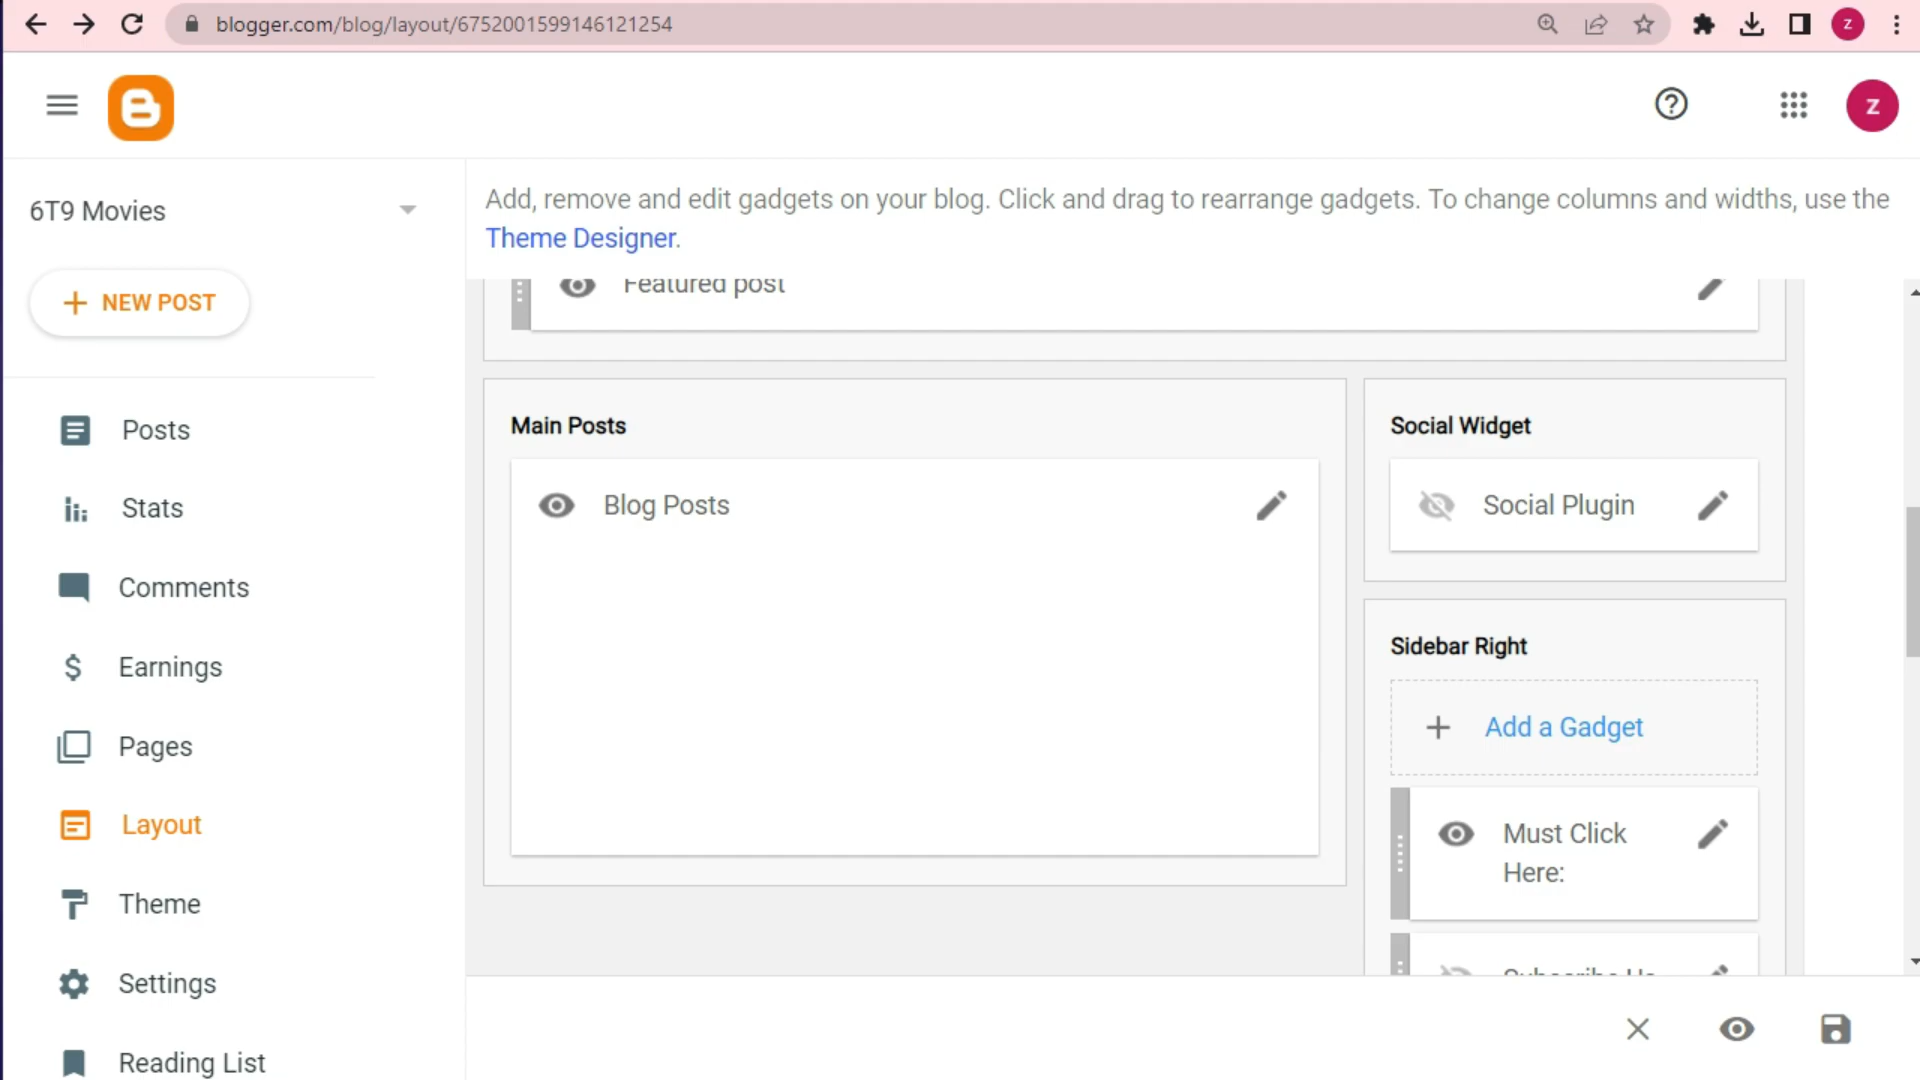 blogger.com/blog/layout/6752001599146121254
z
z
6T9 Movies
Add, remove and edit gadgets on your blog. Click and drag to rearrange gadgets. To change columns and widths, use the
Theme Designer.
NEW POST
Featured post
Posts
Stats
Comments
Earnings
Pages
Layout
Theme
Settings
Reading List
Main Posts
Blog Posts
Social Widget
Social Plugin
Sidebar Right
Add a Gadget
Must Click
Here: